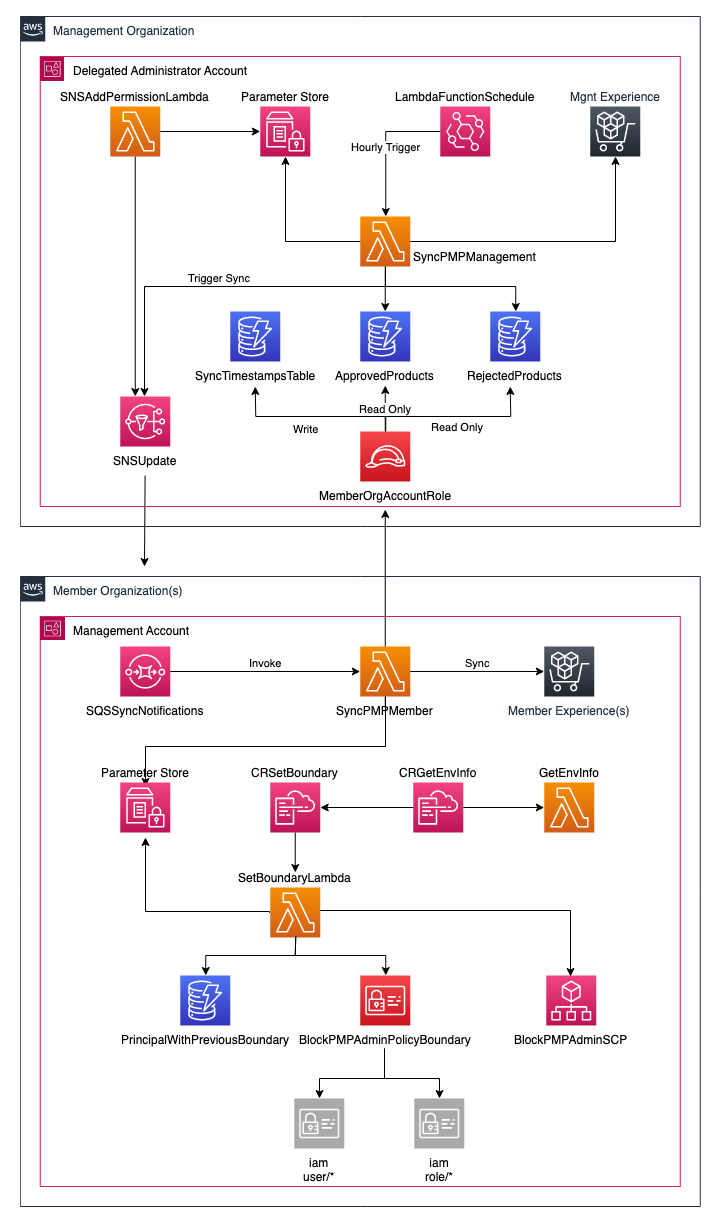 aws
Management Organization
Delegated Administrator Account
SNSAddPermissionLambda
Parameter Store
LambdaFunctionSchedule
Mgnt Experience
Hourly Trigger
SyncPMPManagement
Trigger Sync
SyncTimestampsTable
ApprovedProducts
RejectedProducts
Read Only
Write
Read Only
SNSUpdate
MemberOrgAccountRole
aws
Member Organization(s)
Management Account
Invoke
Sync
SQSSyncNotifications
SyncPMPMember
Member Experience(s)
Parameter Store
CRSetBoundary
CRGetEnvInfo
GetEnvInfo
SetBoundaryLambda
PrincipalWithPreviousBoundary
BlockPMPAdminPolicyBoundary
BlockPMPAdminSCP
iam
user/*
iam
role/*